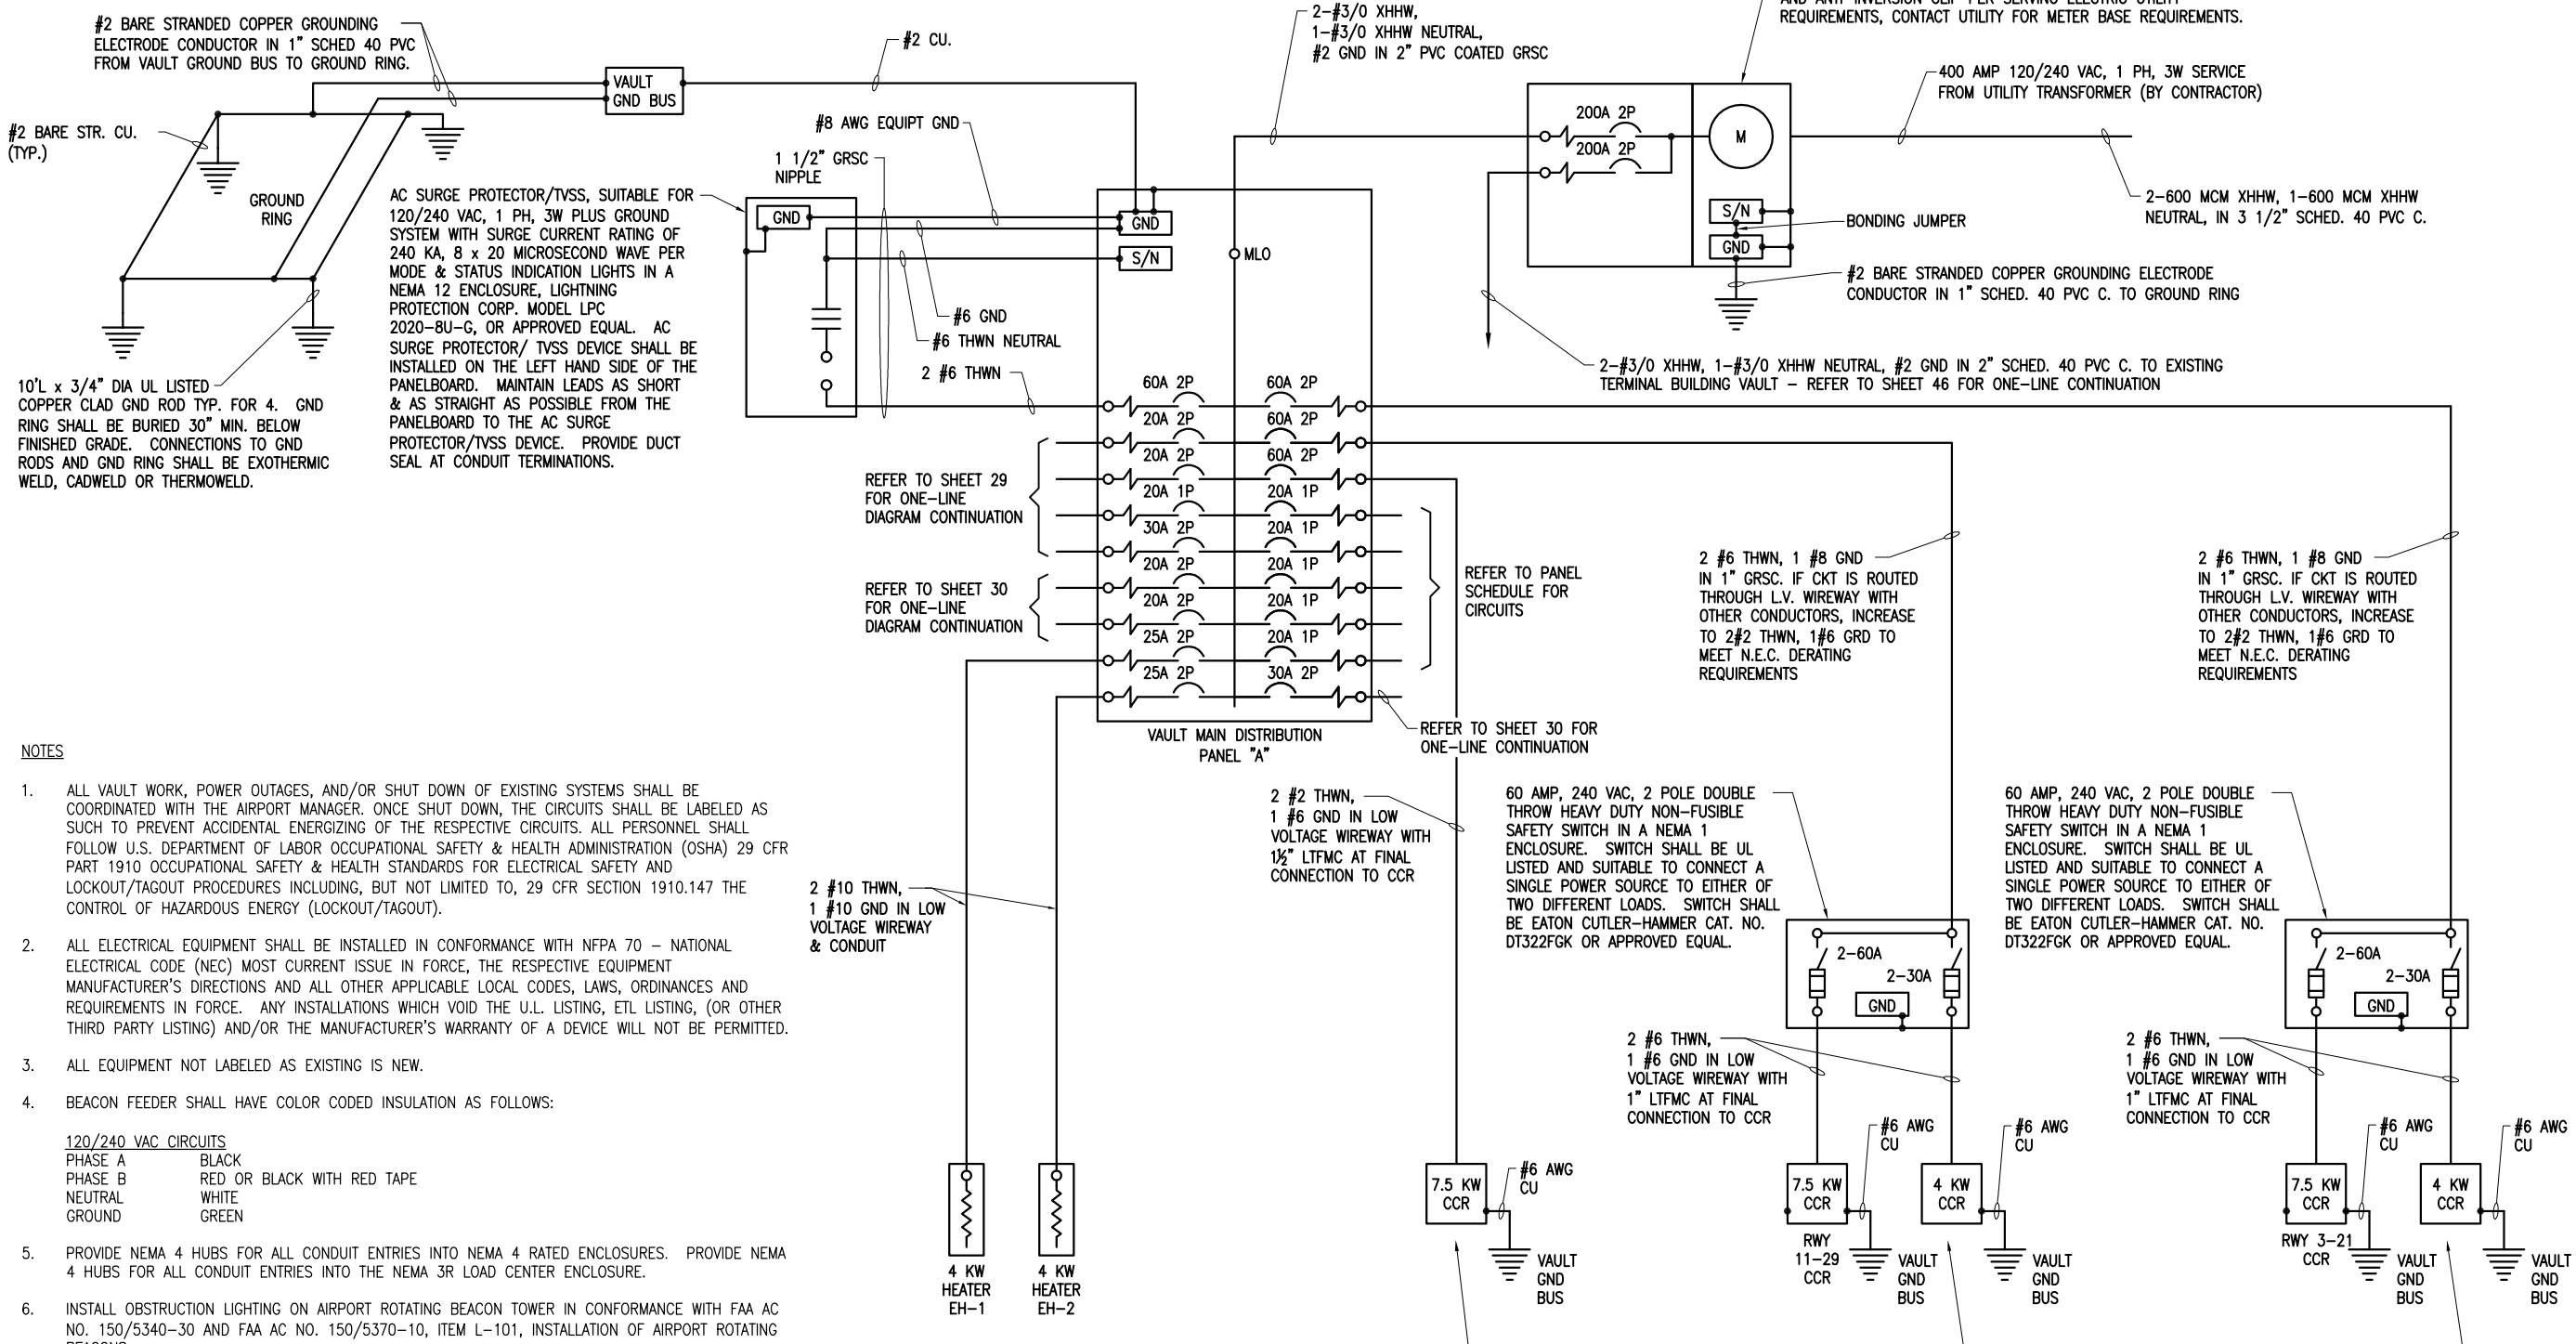 #2 BARE STRANDED COPPER GROUNDING
ELECTRODE CONDUCTOR IN 1" SCHED 40 PVC
FROM VAULT GROUND BUS TO GROUND RING.
#2 BARE STR. CU.
(TYP.)
GROUND
RING
VAULT
GND BUS
#2 CU.
10'L x 3/4" DIA UL LISTED
COPPER CLAD GND ROD TYP. FOR 4. GND
RING SHALL BE BURIED 30" MIN. BELOW
FINISHED GRADE. CONNECTIONS TO GND
RODS AND GND RING SHALL BE EXOTHERMIC
WELD, CADWELD OR THERMOWELD.
AC SURGE PROTECTOR/TVSS, SUITABLE FOR
120/240 VAC, 1 PH, 3W PLUS GROUND
SYSTEM WITH SURGE CURRENT RATING OF
240 KA, 8 x 20 MICROSECOND WAVE PER
MODE & STATUS INDICATION LIGHTS IN A
NEMA 12 ENCLOSURE, LIGHTNING
PROTECTION CORP. MODEL LPC
2020-8U-G, OR APPROVED EQUAL. AC
SURGE PROTECTOR/ TVSS DEVICE SHALL BE
INSTALLED ON THE LEFT HAND SIDE OF THE
PANELBOARD. MAINTAIN LEADS AS SHORT
& AS STRAIGHT AS POSSIBLE FROM THE
PANELBOARD TO THE AC SURGE
PROTECTOR/TVSS DEVICE. PROVIDE DUCT
SEAL AT CONDUIT TERMINATIONS.
#8 AWG EQUIPT GND
1 1/2" GRSC
NIPPLE
GND
#6 GND
#6 THWN NEUTRAL
2 #6 THWN
GND
S/N
MLO
2-#3/0 XHHW,
1-#3/0 XHHW NEUTRAL,
#2 GND IN 2" PVC COATED GRSC
REQUIREMENTS, CONTACT UTILITY FOR METER BASE REQUIREMENTS.
200A 2P
200A 2P
M
S/N
GND
400 AMP 120/240 VAC, 1 PH, 3W SERVICE
FROM UTILITY TRANSFORMER (BY CONTRACTOR)
2-600 MCM XHHW, 1-600 MCM XHHW
NEUTRAL, IN 3 1/2" SCHED. 40 PVC C.
BONDING JUMPER
#2 BARE STRANDED COPPER GROUNDING ELECTRODE
CONDUCTOR IN 1" SCHED. 40 PVC C. TO GROUND RING
2-#3/0 XHHW, 1-#3/0 XHHW NEUTRAL, #2 GND IN 2" SCHED. 40 PVC C. TO EXISTING
TERMINAL BUILDING VAULT – REFER TO SHEET 46 FOR ONE-LINE CONTINUATION
60A 2P 60A 2P
20A 2P 60A 2P
20A 2P 60A 2P
20A 1P 20A 1P
30A 2P 20A 1P
20A 2P 20A 1P
20A 2P 20A 1P
25A 2P 20A 1P
25A 2P 30A 2P
REFER TO SHEET 29
FOR ONE-LINE
DIAGRAM CONTINUATION
REFER TO SHEET 30
FOR ONE-LINE
DIAGRAM CONTINUATION
REFER TO PANEL
SCHEDULE FOR
CIRCUITS
REFER TO SHEET 30 FOR
ONE-LINE CONTINUATION
VAULT MAIN DISTRIBUTION
PANEL "A"
2 #6 THWN, 1 #8 GND
IN 1" GRSC. IF CKT IS ROUTED
THROUGH L.V. WIREWAY WITH
OTHER CONDUCTORS, INCREASE
TO 2#2 THWN, 1#6 GRD TO
MEET N.E.C. DERATING
REQUIREMENTS
2 #6 THWN, 1 #8 GND
IN 1" GRSC. IF CKT IS ROUTED
THROUGH L.V. WIREWAY WITH
OTHER CONDUCTORS, INCREASE
TO 2#2 THWN, 1#6 GRD TO
MEET N.E.C. DERATING
REQUIREMENTS
NOTES
1. ALL VAULT WORK, POWER OUTAGES, AND/OR SHUT DOWN OF EXISTING SYSTEMS SHALL BE
COORDINATED WITH THE AIRPORT MANAGER. ONCE SHUT DOWN, THE CIRCUITS SHALL BE LABELED AS
SUCH TO PREVENT ACCIDENTAL ENERGIZING OF THE RESPECTIVE CIRCUITS. ALL PERSONNEL SHALL
FOLLOW U.S. DEPARTMENT OF LABOR OCCUPATIONAL SAFETY & HEALTH ADMINISTRATION (OSHA) 29 CFR
PART 1910 OCCUPATIONAL SAFETY & HEALTH STANDARDS FOR ELECTRICAL SAFETY AND
LOCKOUT/TAGOUT PROCEDURES INCLUDING, BUT NOT LIMITED TO, 29 CFR SECTION 1910.147 THE
CONTROL OF HAZARDOUS ENERGY (LOCKOUT/TAGOUT).
2. ALL ELECTRICAL EQUIPMENT SHALL BE INSTALLED IN CONFORMANCE WITH NFPA 70 – NATIONAL
ELECTRICAL CODE (NEC) MOST CURRENT ISSUE IN FORCE, THE RESPECTIVE EQUIPMENT
MANUFACTURER'S DIRECTIONS AND ALL OTHER APPLICABLE LOCAL CODES, LAWS, ORDINANCES AND
REQUIREMENTS IN FORCE. ANY INSTALLATIONS WHICH VOID THE U.L. LISTING, ETL LISTING, (OR OTHER
THIRD PARTY LISTING) AND/OR THE MANUFACTURER'S WARRANTY OF A DEVICE WILL NOT BE PERMITTED.
3. ALL EQUIPMENT NOT LABELED AS EXISTING IS NEW.
4. BEACON FEEDER SHALL HAVE COLOR CODED INSULATION AS FOLLOWS:
120/240 VAC CIRCUITS
PHASE A BLACK
PHASE B RED OR BLACK WITH RED TAPE
NEUTRAL WHITE
GROUND GREEN
5. PROVIDE NEMA 4 HUBS FOR ALL CONDUIT ENTRIES INTO NEMA 4 RATED ENCLOSURES. PROVIDE NEMA
4 HUBS FOR ALL CONDUIT ENTRIES INTO THE NEMA 3R LOAD CENTER ENCLOSURE.
6. INSTALL OBSTRUCTION LIGHTING ON AIRPORT ROTATING BEACON TOWER IN CONFORMANCE WITH FAA AC
NO. 150/5340-30 AND FAA AC NO. 150/5370-10, ITEM L-101, INSTALLATION OF AIRPORT ROTATING
2 #10 THWN,
1 #10 GND IN LOW
VOLTAGE WIREWAY
& CONDUIT
4 KW
HEATER
EH-1
4 KW
HEATER
EH-2
2 #2 THWN,
1 #6 GND IN LOW
VOLTAGE WIREWAY WITH
1½" LTFMC AT FINAL
CONNECTION TO CCR
7.5 KW
CCR
#6 AWG
CU
VAULT
GND
BUS
60 AMP, 240 VAC, 2 POLE DOUBLE
THROW HEAVY DUTY NON-FUSIBLE
SAFETY SWITCH IN A NEMA 1
ENCLOSURE. SWITCH SHALL BE UL
LISTED AND SUITABLE TO CONNECT A
SINGLE POWER SOURCE TO EITHER OF
TWO DIFFERENT LOADS. SWITCH SHALL
BE EATON CUTLER-HAMMER CAT. NO.
DT322FGK OR APPROVED EQUAL.
2-60A
2-30A
GND
2 #6 THWN,
1 #6 GND IN LOW
VOLTAGE WIREWAY WITH
1" LTFMC AT FINAL
CONNECTION TO CCR
7.5 KW
CCR
RWY
11-29
CCR
#6 AWG
CU
VAULT
GND
BUS
4 KW
CCR
#6 AWG
CU
VAULT
GND
BUS
60 AMP, 240 VAC, 2 POLE DOUBLE
THROW HEAVY DUTY NON-FUSIBLE
SAFETY SWITCH IN A NEMA 1
ENCLOSURE. SWITCH SHALL BE UL
LISTED AND SUITABLE TO CONNECT A
SINGLE POWER SOURCE TO EITHER OF
TWO DIFFERENT LOADS. SWITCH SHALL
BE EATON CUTLER-HAMMER CAT. NO.
DT322FGK OR APPROVED EQUAL.
2-60A
2-30A
GND
2 #6 THWN,
1 #6 GND IN LOW
VOLTAGE WIREWAY WITH
1" LTFMC AT FINAL
CONNECTION TO CCR
7.5 KW
CCR
RWY 3-21
CCR
#6 AWG
CU
VAULT
GND
BUS
4 KW
CCR
#6 AWG
CU
VAULT
GND
BUS